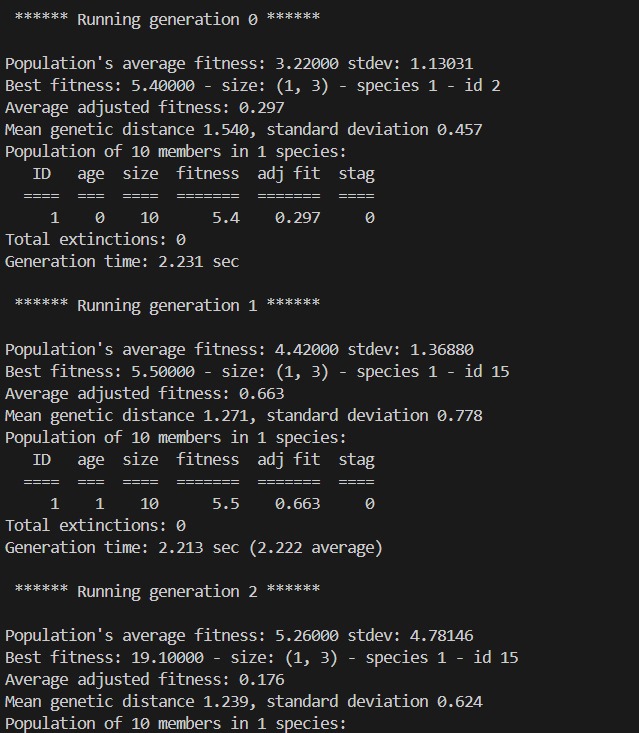 ****** Running generation 0 ******
Population's average fitness: 3.22000 stdev: 1.13031
Best fitness: 5.40000 - size: (1, 3) - species 1 - id 2
Average adjusted fitness: 0.297
Mean genetic distance 1.540, standard deviation 0.457
Population of 10 members in 1 species:
ID age size fitness adj fit stag
==== === ==== ======= ======= ====
1 0 10 5.4 0.297 0
Total extinctions: 0
Generation time: 2.231 sec
****** Running generation 1 ******
Population's average fitness: 4.42000 stdev: 1.36880
Best fitness: 5.50000 - size: (1, 3) - species 1 - id 15
Average adjusted fitness: 0.663
Mean genetic distance 1.271, standard deviation 0.778
Population of 10 members in 1 species:
ID age size fitness adj fit stag
==== === ==== ======= ======= ====
1 1 10 5.5 0.663 0
Total extinctions: 0
Generation time: 2.213 sec (2.222 average)
****** Running generation 2 ******
Population's average fitness: 5.26000 stdev: 4.78146
Best fitness: 19.10000 - size: (1, 3) - species 1 - id 15
Average adjusted fitness: 0.176
Mean genetic distance 1.239, standard deviation 0.624
Population of 10 members in 1 species: